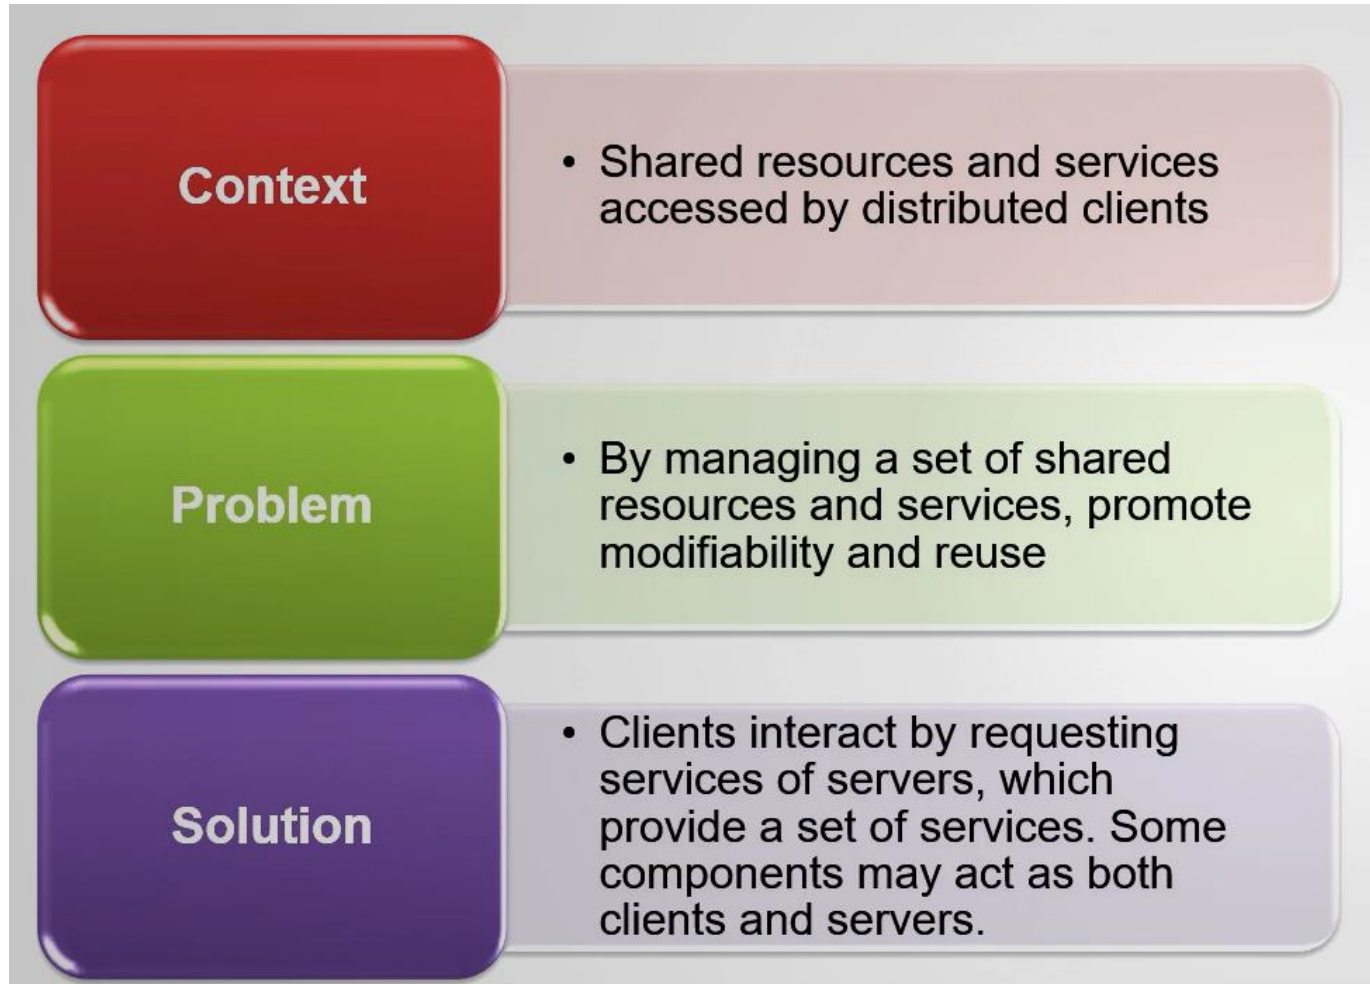 Context
• Shared resources and services
accessed by distributed clients
Problem
• By managing a set of shared
resources and services, promote
modifiability and reuse
Solution
• Clients interact by requesting
services of servers, which
provide a set of services. Some
components may act as both
clients and servers.